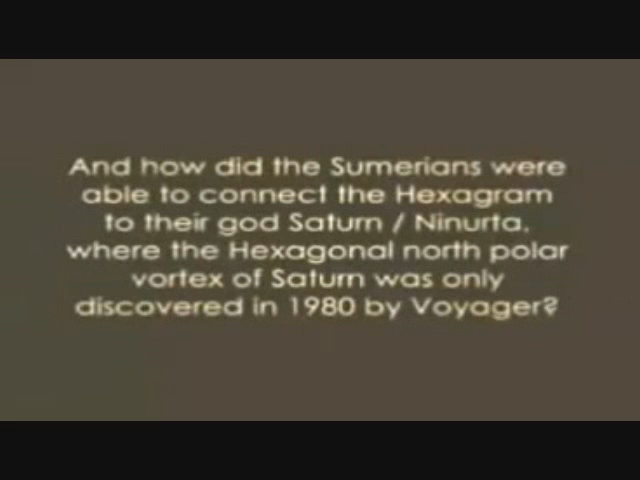 And how did the Sumerians were
able to connect the Hexagram
to their god Saturn / Ninurta,
where the Hexagonal north polar
vortex of Saturn was only
discovered in 1980 by Voyager?